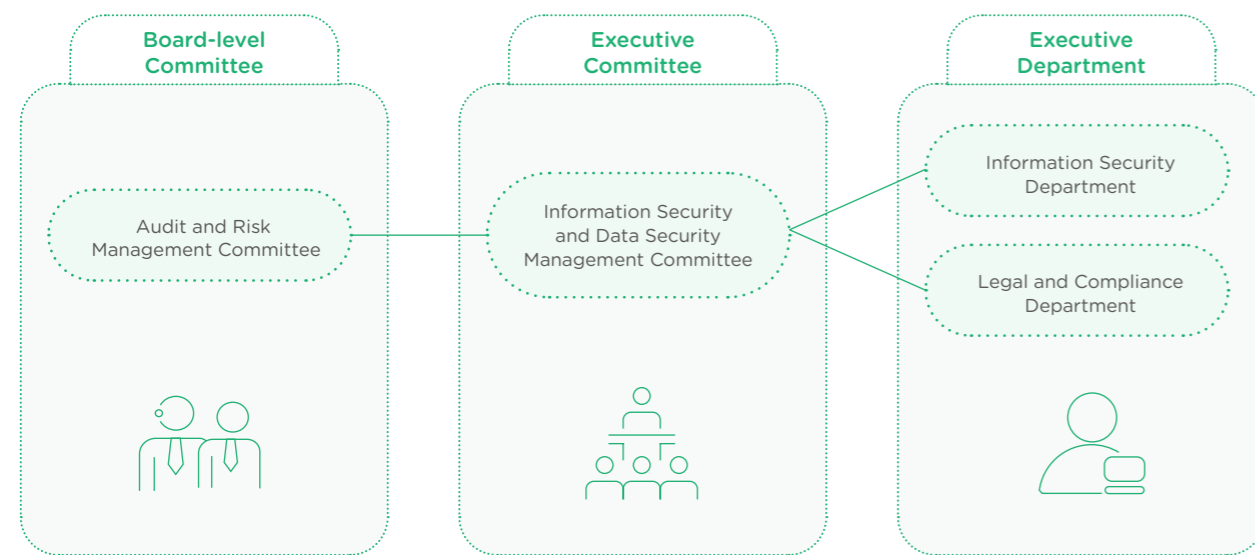 Board-level
Committee
Audit and Risk
Management Committee
Executive
Committee
Information Security
and Data Security
Management Committee
Executive
Department
Information Security
Department
Legal and Compliance
Department